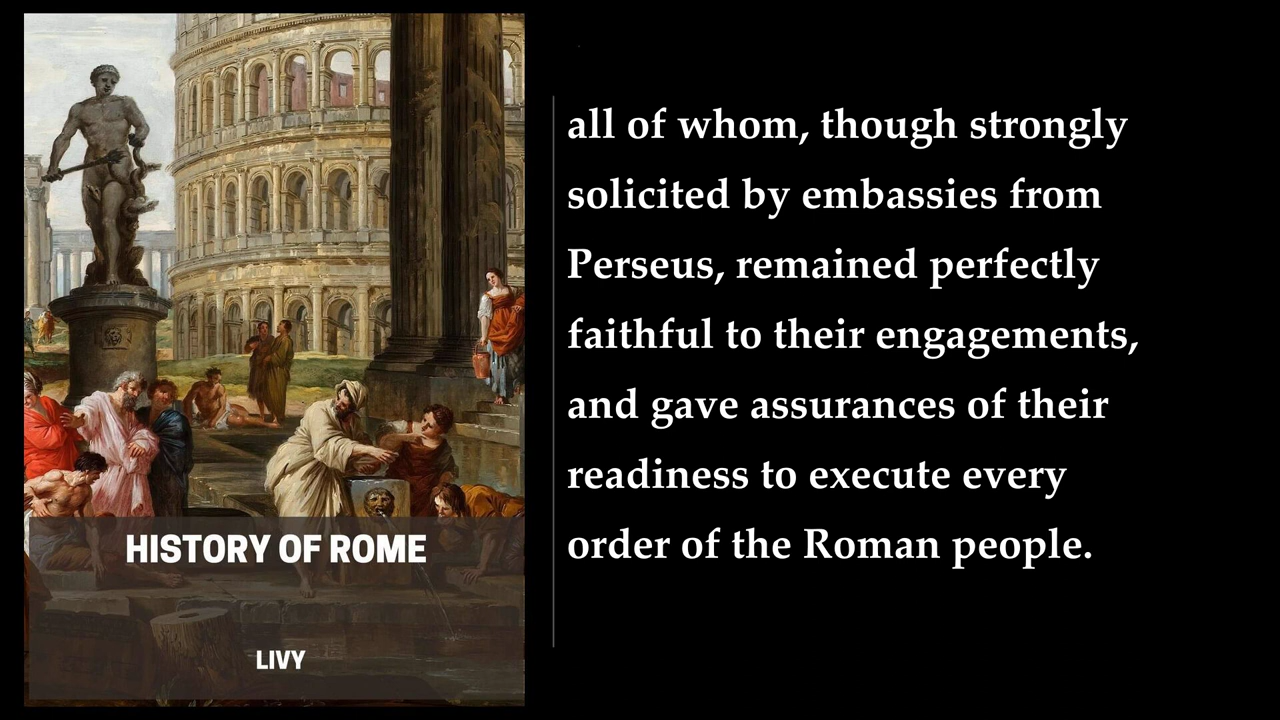 all of whom, though strongly
solicited by embassies from
Perseus, remained perfectly
faithful to their engagements,
and gave assurances of their
readiness to execute every
order of the Roman people.
HISTORY OF ROME
LIVY